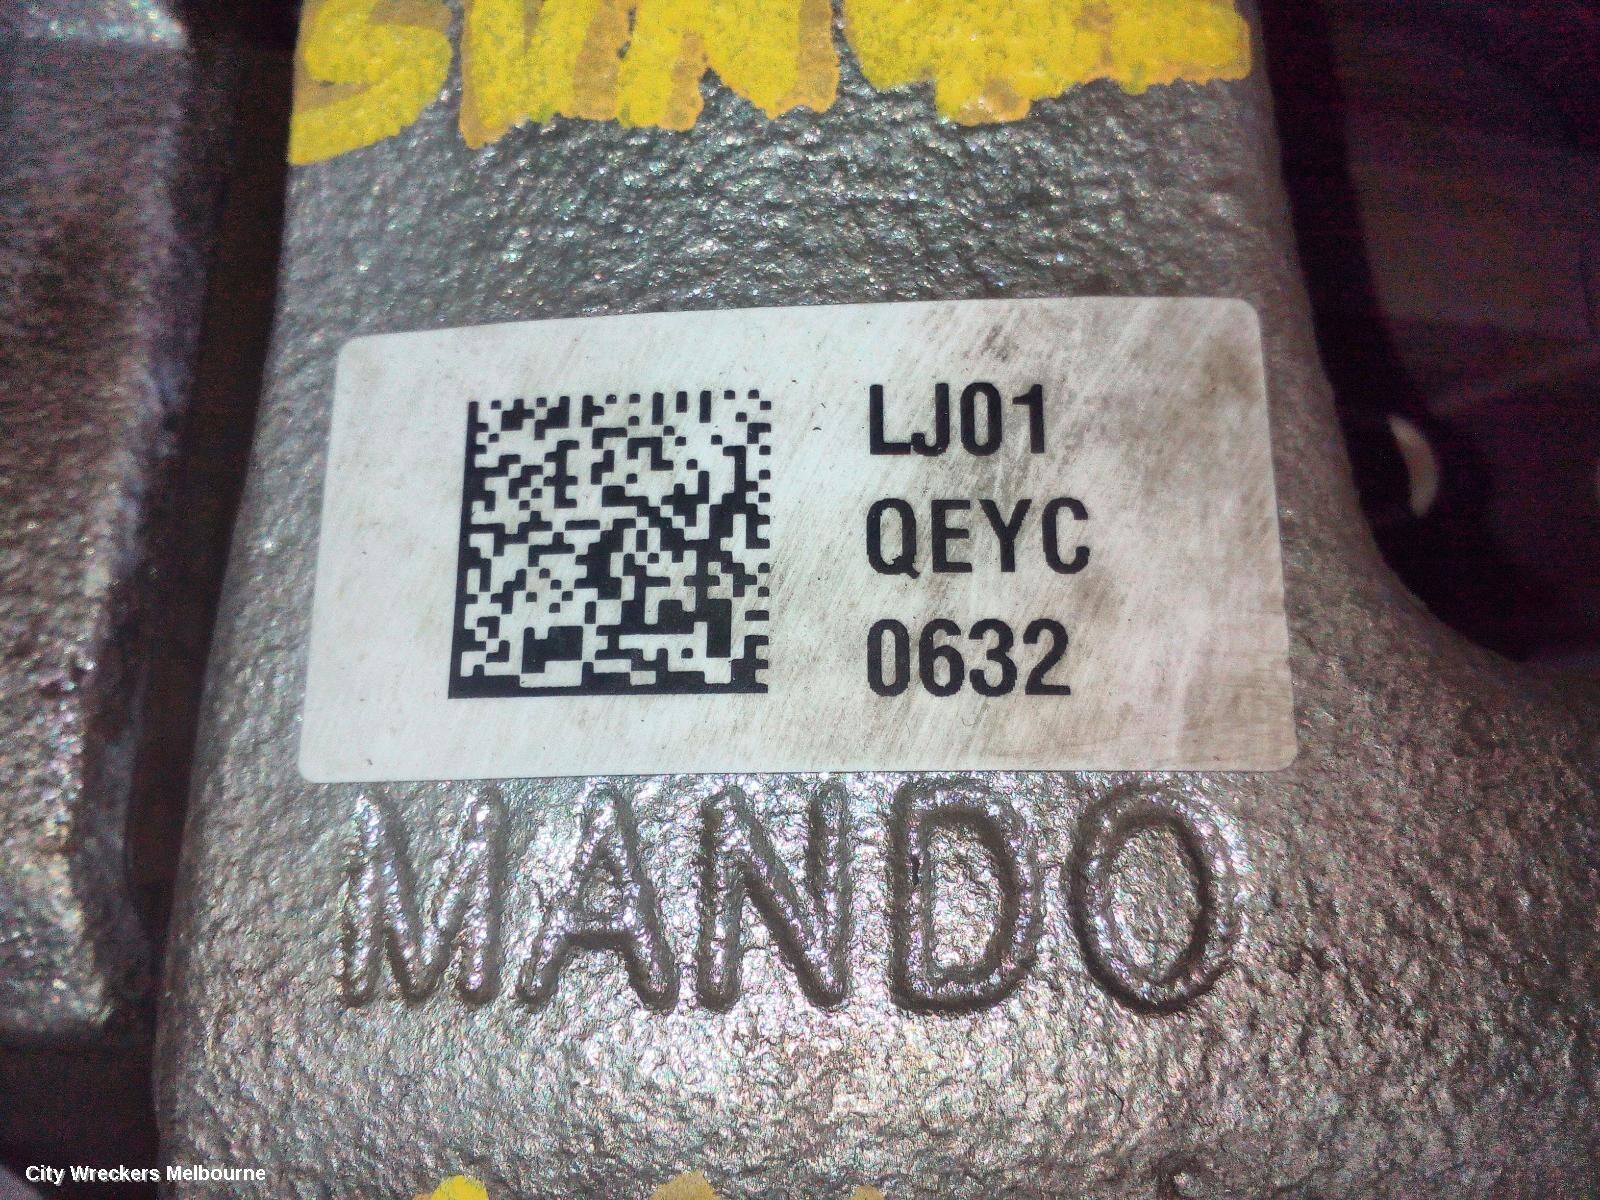 LJ01
QEYC
0632
MANDO
City Wreckers Melbourne